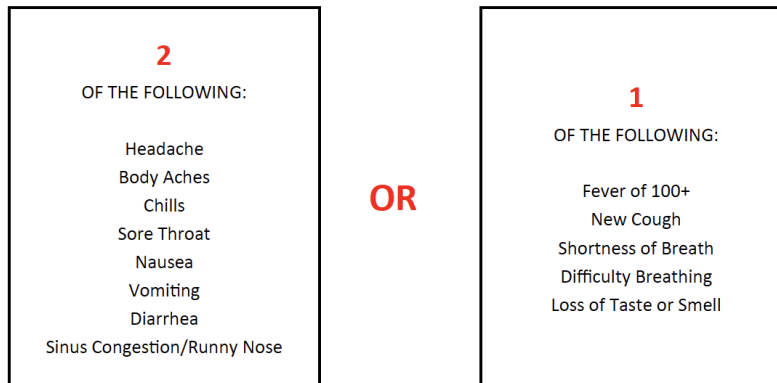 2
OF THE FOLLOWING:
Headache
Body Aches
Chills
Sore Throat
Nausea
Vomiting
Diarrhea
Sinus Congestion/Runny Nose
OR
1
OF THE FOLLOWING:
Fever of 100+
New Cough
Shortness of Breath
Difficulty Breathing
Loss of Taste or Smell